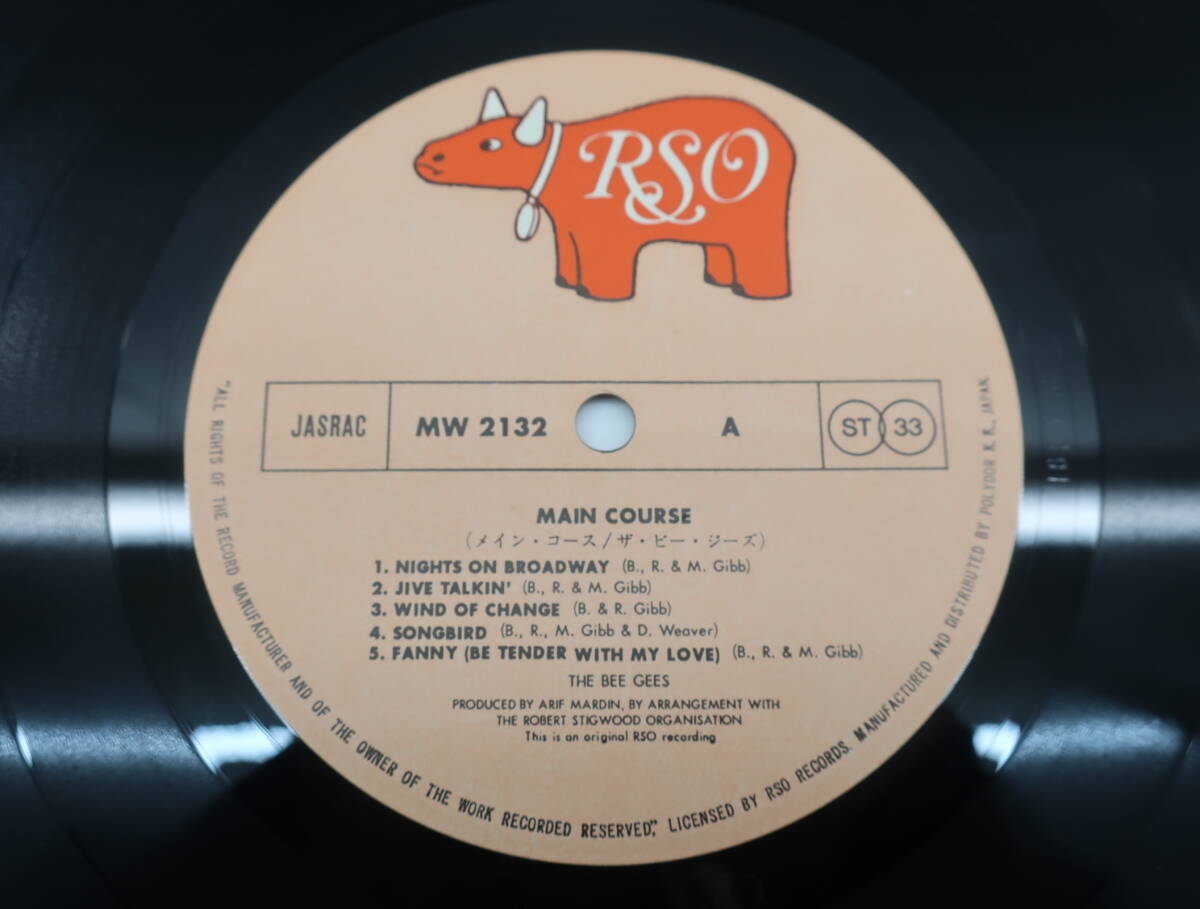 RSO
JASRAC MW 2132 A ST 33
MAIN COURSE
(メイン・コース/ザ・ビー・ジーズ)
1. NIGHTS ON BROADWAY (B., R. & M. Gibb)
2. JIVE TALKIN' (B., R. & M. Gibb)
3. WIND OF CHANGE (B. & R. Gibb)
4. SONGBIRD (B., R., M. Gibb & D. Weaver)
5. FANNY (BE TENDER WITH MY LOVE) (B., R. & M. Gibb)
THE BEE GEES
PRODUCED BY ARIF MARDIN, BY ARRANGEMENT WITH
THE ROBERT STIGWOOD ORGANISATION
This is an original RSO recording
"ALL RIGHTS OF THE RECORD MANUFACTURER AND OF THE OWNER OF THE WORK RECORDED RESERVED", LICENSED BY RSO RECORDS. MANUFACTURED AND DISTRIBUTED BY POLYDOR K. K., JAPAN.